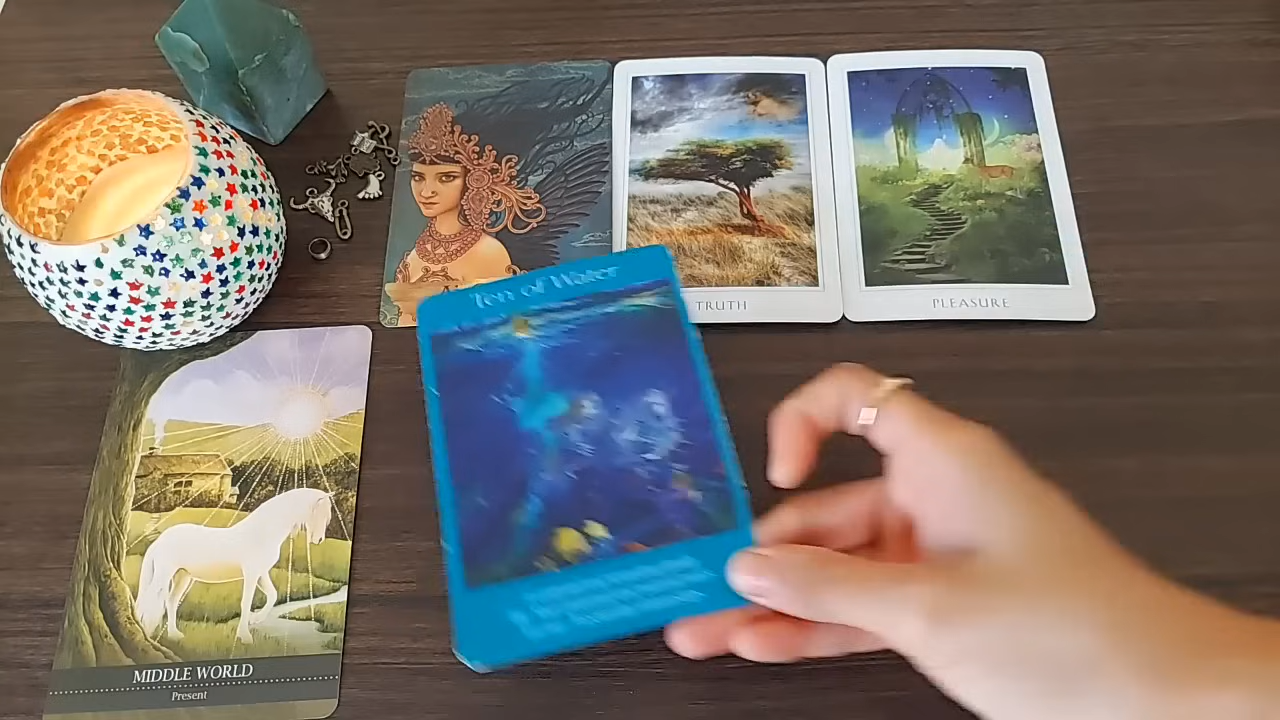 TRUTH
PLEASURE
Ten of Water
MIDDLE WORLD
Present